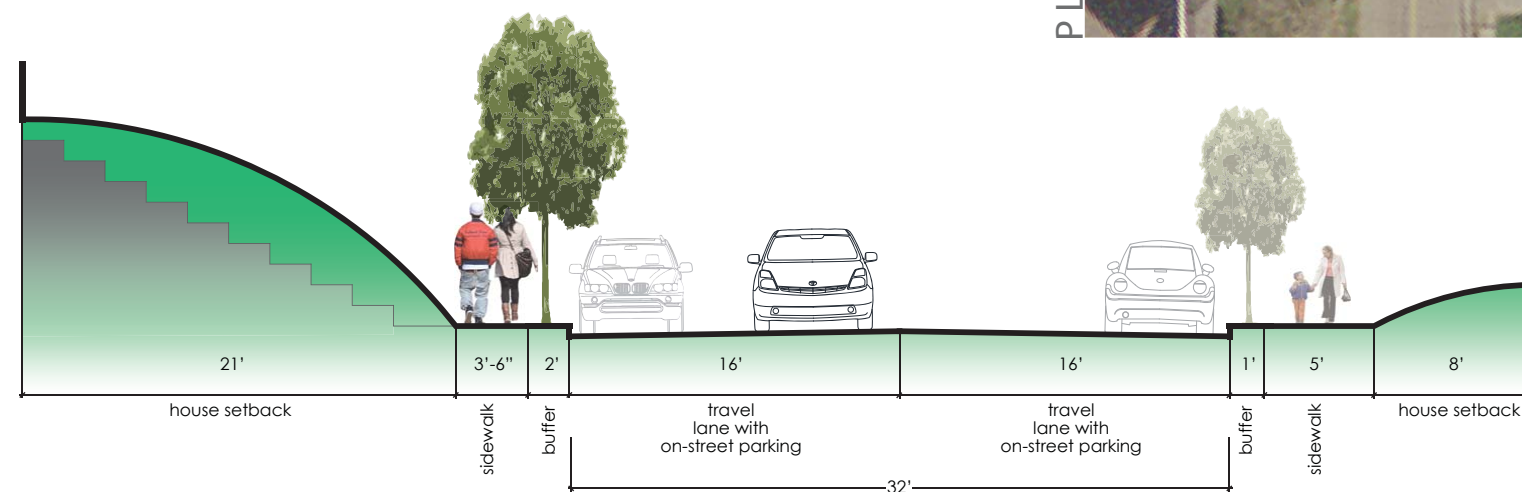 PL
21'
3'-6"
2'
16'
16'
1'
5'
8'
house setback
sidewalk
buffer
travel
lane with
on-street parking
travel
lane with
on-street parking
buffer
sidewalk
house setback
32'